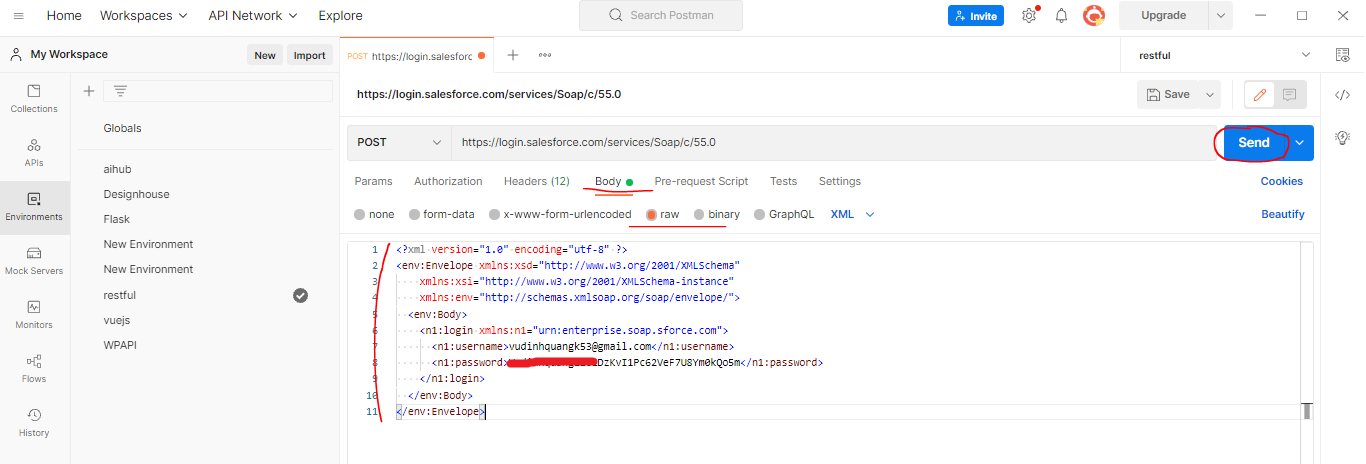 Home Workspaces API Network Explore Search Postman Invite Upgrade
My Workspace New Import
POST https://login.salesforc restful
https://login.salesforce.com/services/Soap/c/55.0 Save
Collections
APIs
Environments
Mock Servers
Monitors
Flows
History
Globals
aihub
Designhouse
Flask
New Environment
New Environment
restful
vuejs
WPAPI
POST https://login.salesforce.com/services/Soap/c/55.0 Send
Params Authorization Headers (12) Body Pre-request Script Tests Settings Cookies
none form-data x-www-form-urlencoded raw binary GraphQL XML Beautify
1 <?xml version="1.0" encoding="utf-8" ?>
2 <env:Envelope xmlns:xsd="http://www.w3.org/2001/XMLSchema"
3 xmlns:xsi="http://www.w3.org/2001/XMLSchema-instance"
4 xmlns:env="http://schemas.xmlsoap.org/soap/envelope/">
5 <env:Body>
6 <n1:login xmlns:n1="urn:enterprise.soap.sforce.com">
7 <n1:username>vudinhquangk53@gmail.com</n1:username>
8 <n1:password>DzKvI1Pc62VeF7U8Ym0kQo5m</n1:password>
9 </n1:login>
10 </env:Body>
11 </env:Envelope>